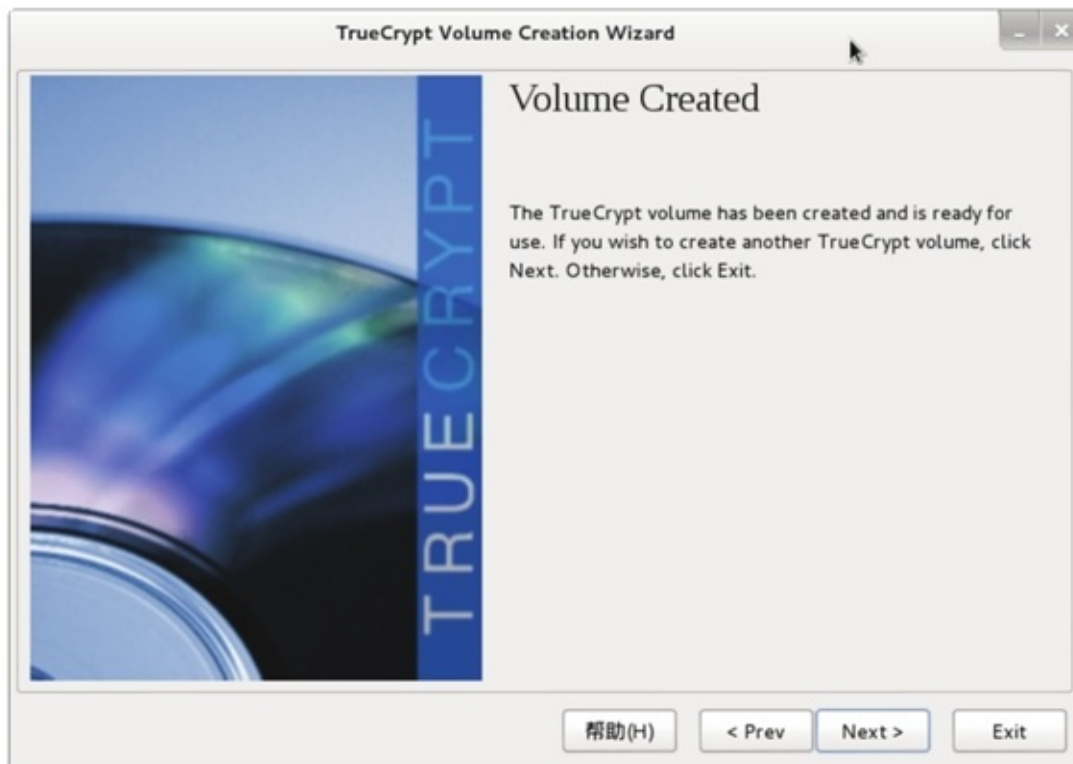 TrueCrypt Volume Creation Wizard
TRUECRYPT
Volume Created
The TrueCrypt volume has been created and is ready for
use. If you wish to create another TrueCrypt volume, click
Next. Otherwise, click Exit.
帮助(H)
< Prev
Next >
Exit